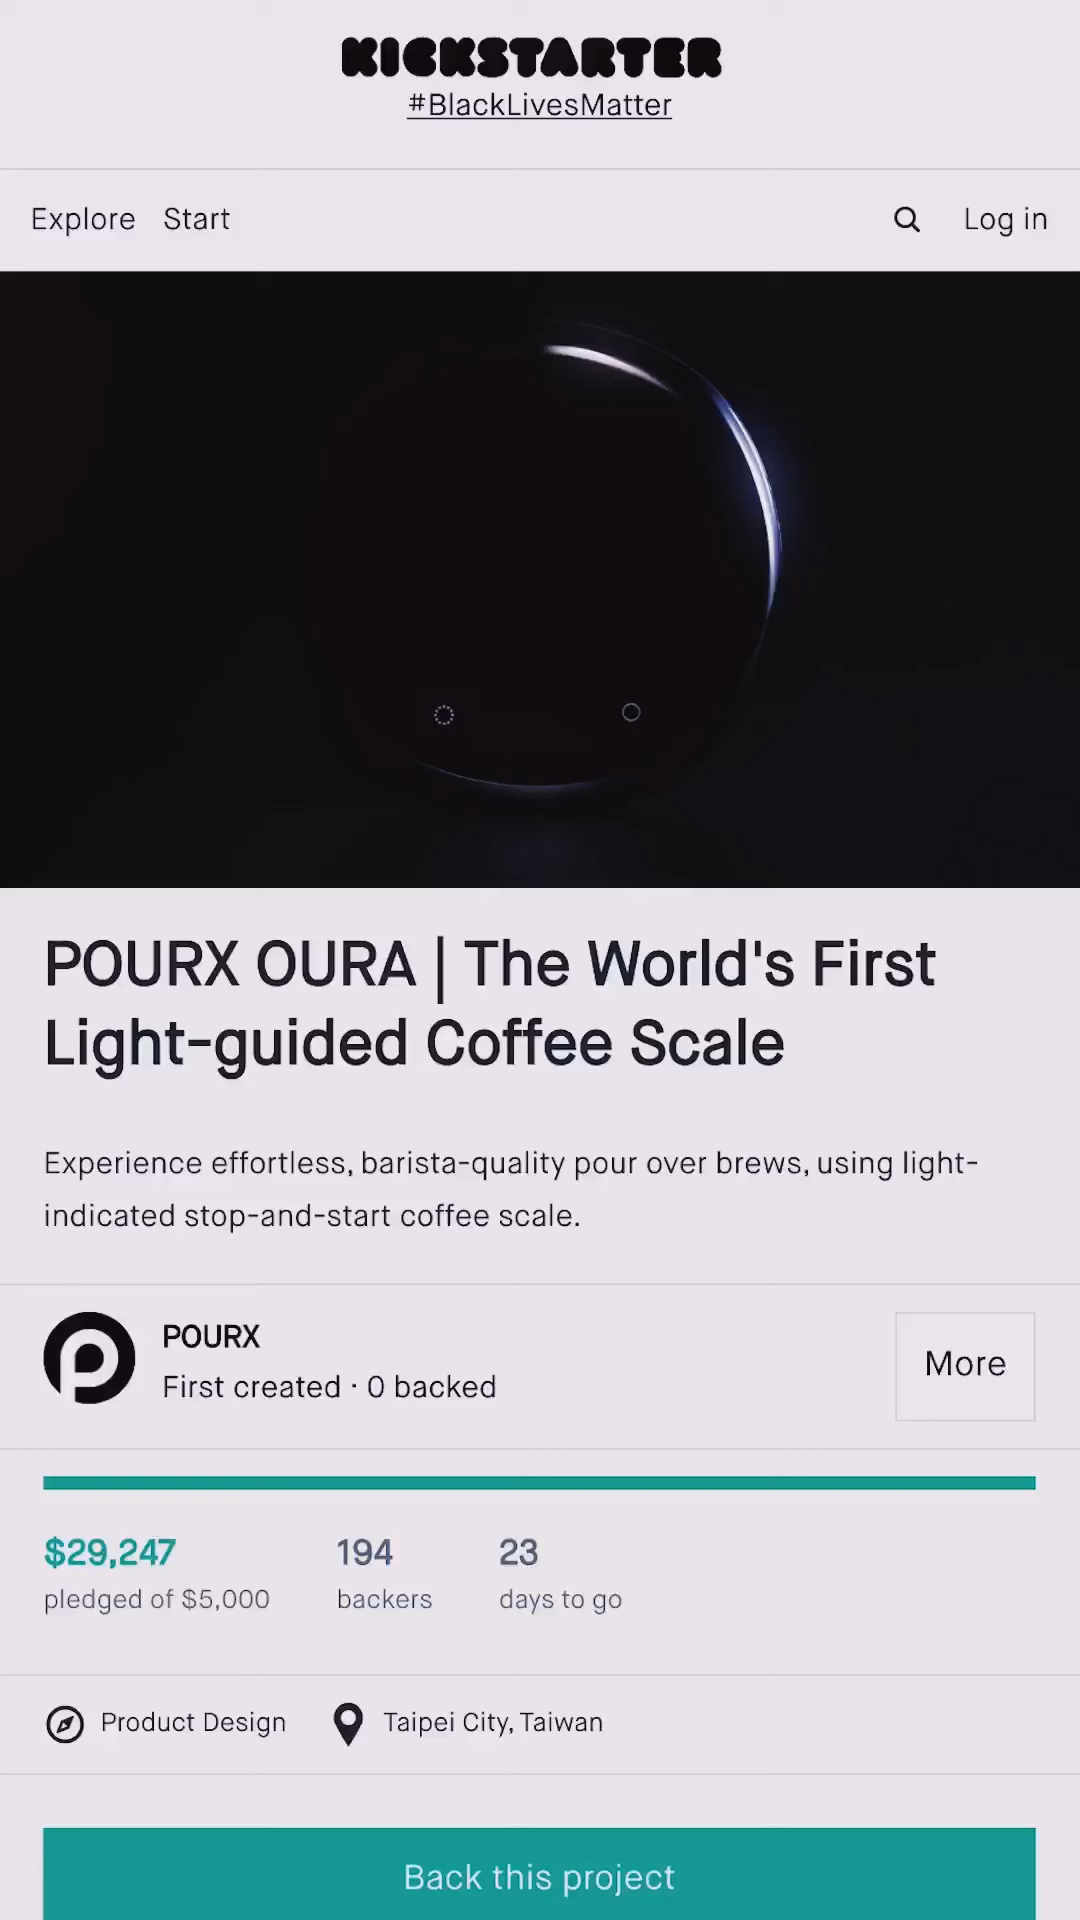 KICKSTARTER
#BlackLivesMatter
Explore Start Log in
POURX OURA | The World's First
Light-guided Coffee Scale
Experience effortless, barista-quality pour over brews, using light-
indicated stop-and-start coffee scale.
POURX
First created · 0 backed
More
$29,247 194 23
pledged of $5,000 backers days to go
Product Design Taipei City, Taiwan
Back this project